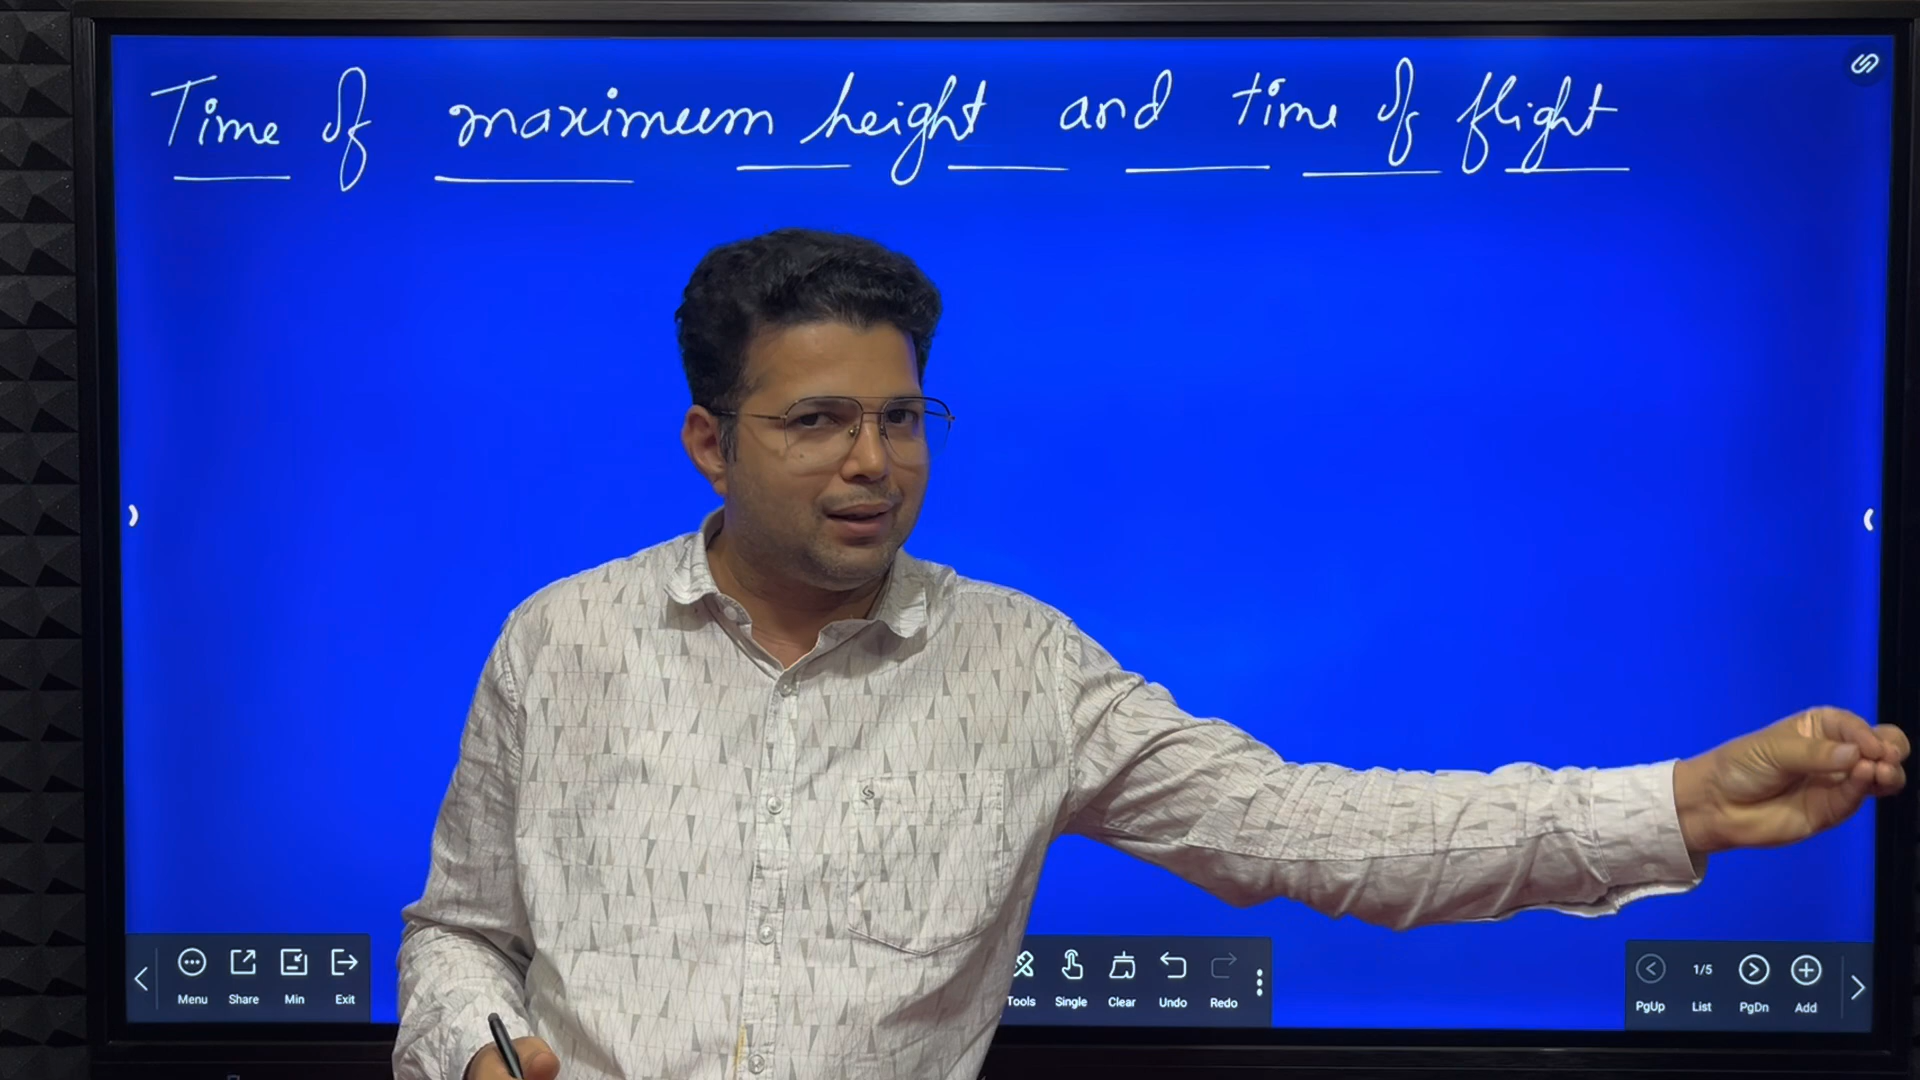 Time of maximum height and time of flight
Menu Share Min Exit
Tools Single Clear Undo Redo
1/5
PgUp List PgDn Add